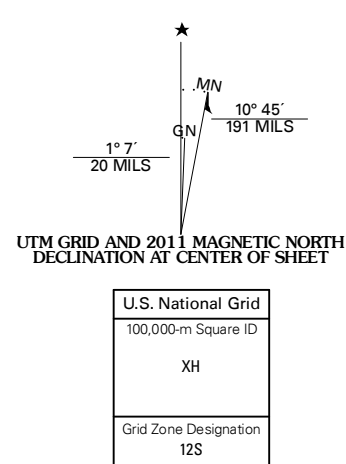 MN
10° 45´
191 MILS
GN
1° 7´
20 MILS
UTM GRID AND 2011 MAGNETIC NORTH
DECLINATION AT CENTER OF SHEET
U.S. National Grid
100,000-m Square ID
XH
Grid Zone Designation
12S